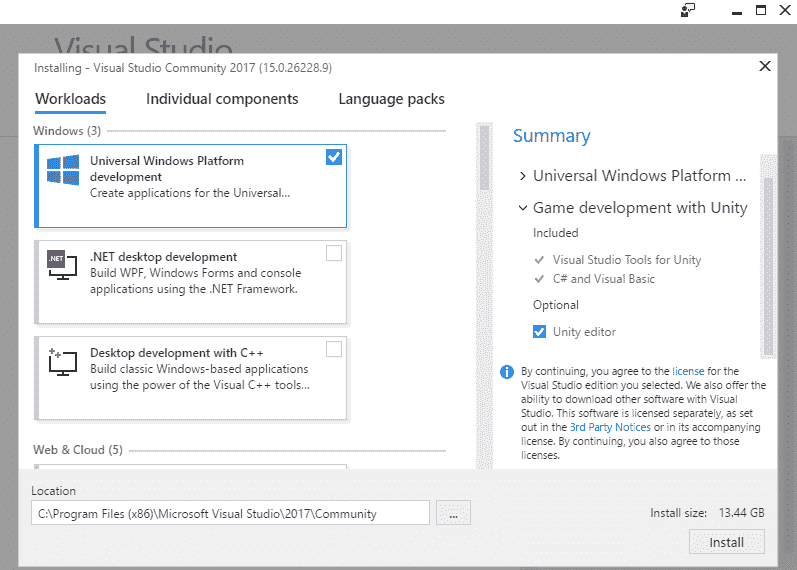 Visual Studio
Installing - Visual Studio Community 2017 (15.0.26228.9)
Workloads
Individual components
Language packs
Windows (3)
Universal Windows Platform
development
Create applications for the Universal...
.NET
.NET desktop development
Build WPF, Windows Forms and console
applications using the .NET Framework.
Desktop development with C++
Build classic Windows-based applications
using the power of the Visual C++ tools...
Web & Cloud (5)
Summary
Universal Windows Platform ...
Game development with Unity
Included
Visual Studio Tools for Unity
C# and Visual Basic
Optional
Unity editor
By continuing, you agree to the license for the
Visual Studio edition you selected. We also offer the
ability to download other software with Visual
Studio. This software is licensed separately, as set
out in the 3rd Party Notices or in its accompanying
license. By continuing, you also agree to those
licenses.
Location
C:\Program Files (x86)\Microsoft Visual Studio\2017\Community
...
Install size: 13.44 GB
Install